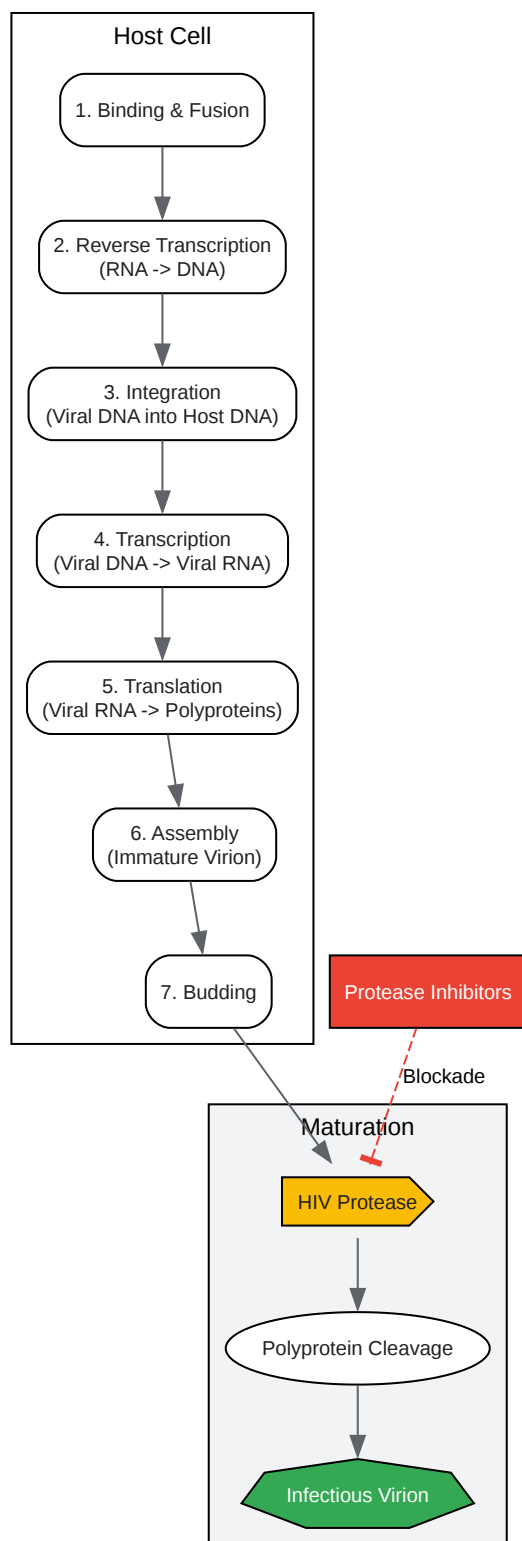 Host Cell
1. Binding & Fusion
2. Reverse Transcription
(RNA -> DNA)
3. Integration
(Viral DNA into Host DNA)
4. Transcription
(Viral DNA -> Viral RNA)
5. Translation
(Viral RNA -> Polyproteins)
6. Assembly
(Immature Virion)
7. Budding
Protease Inhibitors
Blockade
Maturation
HIV Protease
Polyprotein Cleavage
Infectious Virion